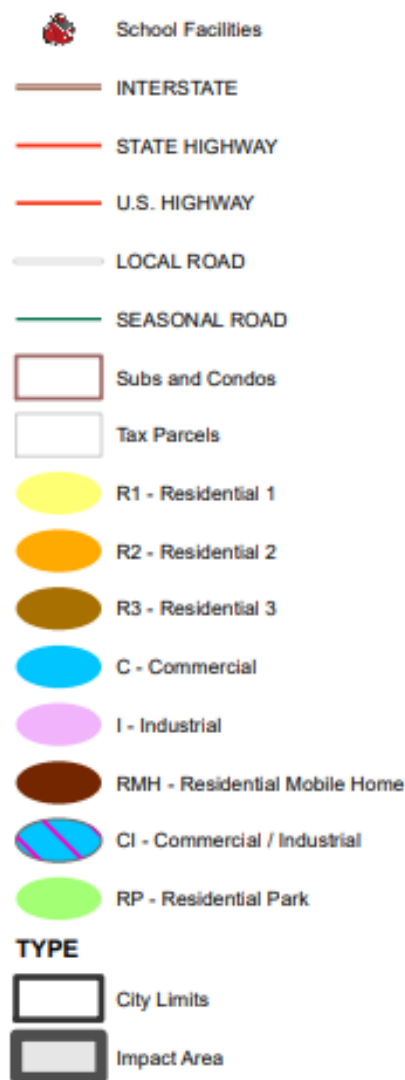 School Facilities
INTERSTATE
STATE HIGHWAY
U.S. HIGHWAY
LOCAL ROAD
SEASONAL ROAD
Subs and Condos
Tax Parcels
R1 - Residential 1
R2 - Residential 2
R3 - Residential 3
C - Commercial
I - Industrial
RMH - Residential Mobile Home
CI - Commercial / Industrial
RP - Residential Park
TYPE
City Limits
Impact Area